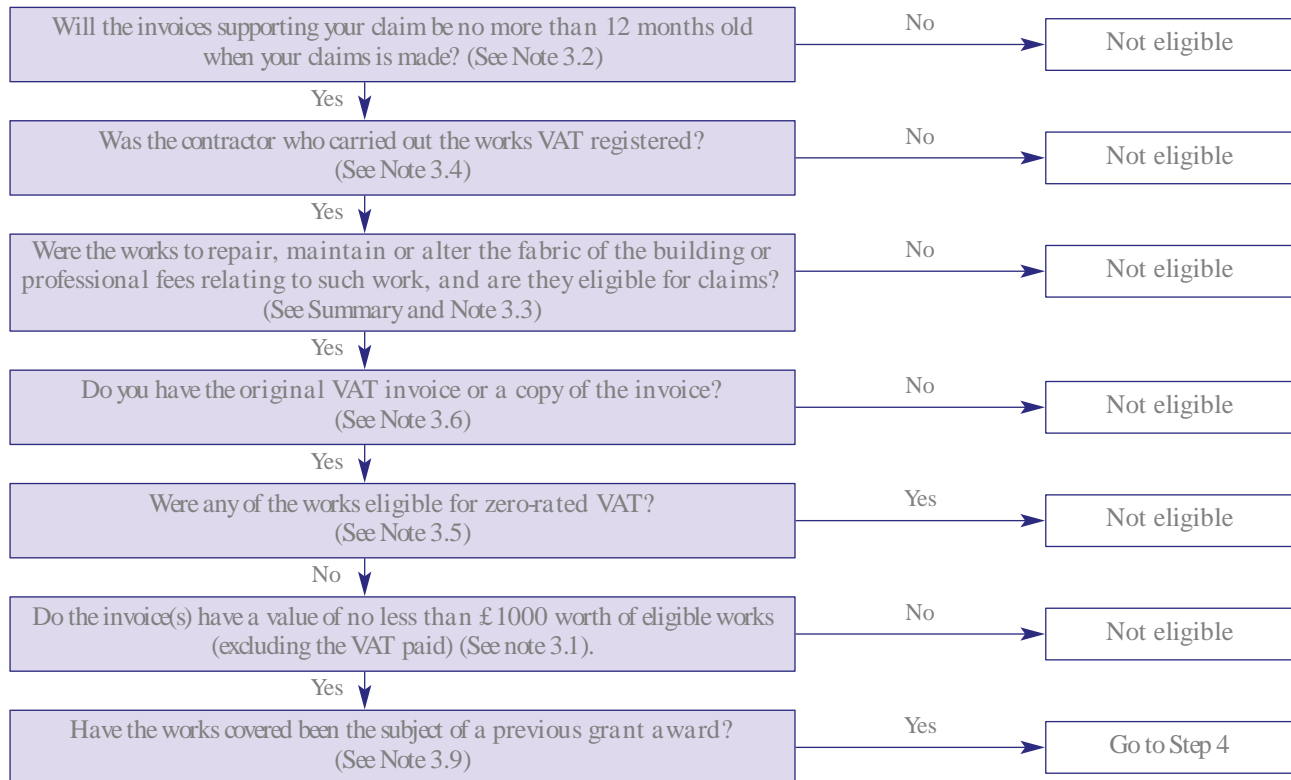 Will the invoices supporting your claim be no more than 12 months old
when your claims is made? (See Note 3.2)
No
Not eligible
Yes
Was the contractor who carried out the works VAT registered?
(See Note 3.4)
No
Not eligible
Yes
Were the works to repair, maintain or alter the fabric of the building or
professional fees relating to such work, and are they eligible for claims?
(See Summary and Note 3.3)
No
Not eligible
Yes
Do you have the original VAT invoice or a copy of the invoice?
(See Note 3.6)
No
Not eligible
Yes
Were any of the works eligible for zero-rated VAT?
(See Note 3.5)
Yes
Not eligible
No
Do the invoice(s) have a value of no less than £1000 worth of eligible works
(excluding the VAT paid) (See note 3.1).
No
Not eligible
Yes
Have the works covered been the subject of a previous grant award?
(See Note 3.9)
Yes
Go to Step 4